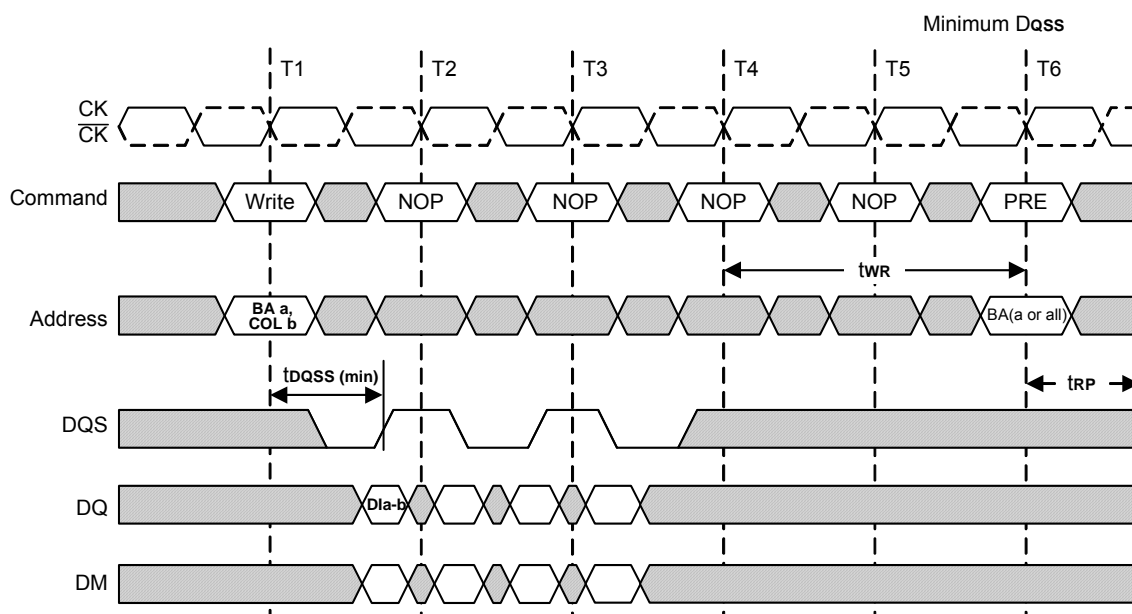 Minimum DQSS
T1 T2 T3 T4 T5 T6
CK
CK
Command Write NOP NOP NOP NOP PRE
tWR
Address BA a, COL b BA(a or all)
tDQSS (min)
tRP
DQS
DQ DIa-b
DM